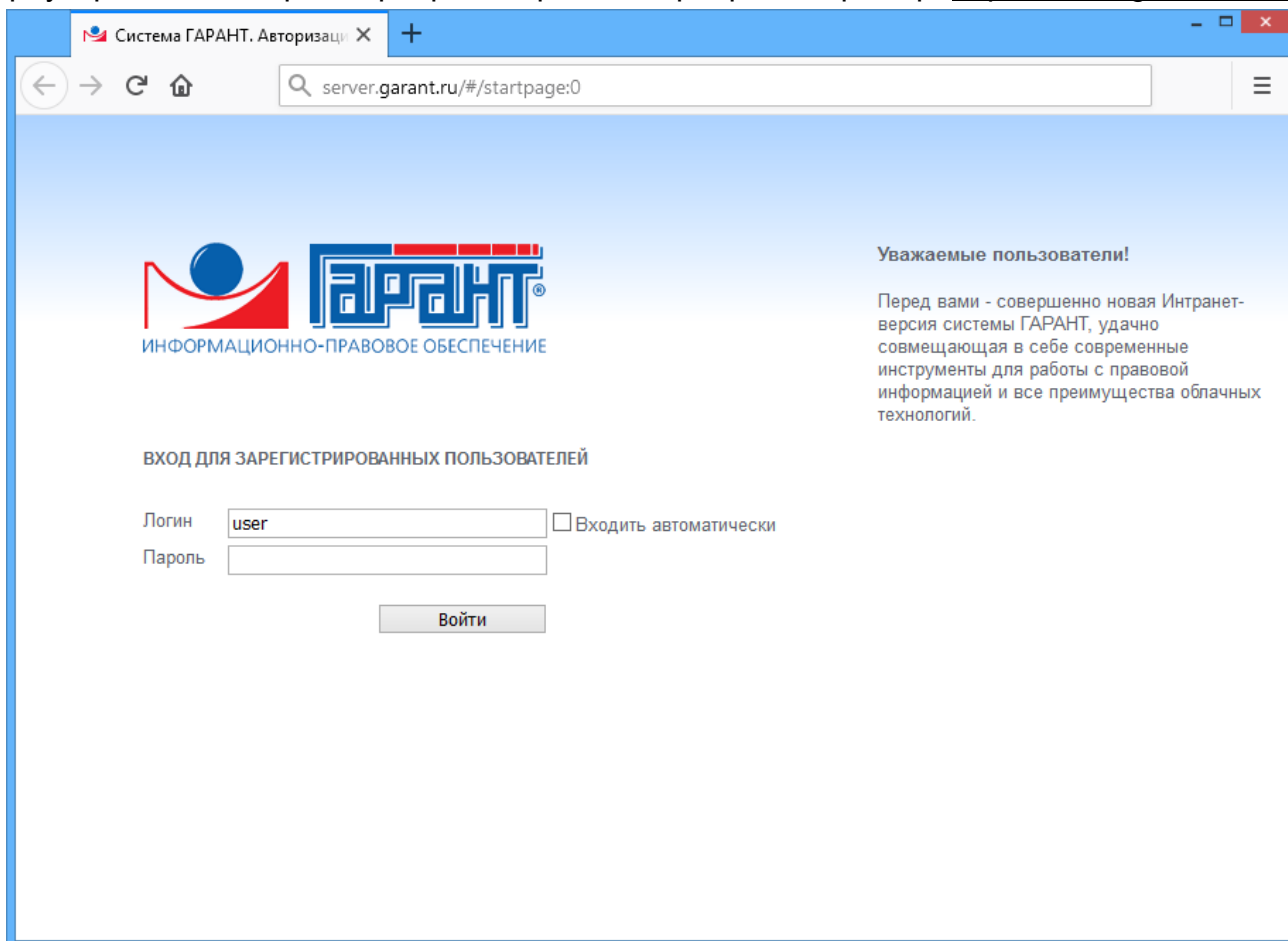 Система ГАРАНТ. Авторизаци
server.garant.ru/#/startpage:0
Гарант®
ИНФОРМАЦИОННО-ПРАВОВОЕ ОБЕСПЕЧЕНИЕ
Уважаемые пользователи!
Перед вами - совершенно новая Интранет-
версия системы ГАРАНТ, удачно
совмещающая в себе современные
инструменты для работы с правовой
информацией и все преимущества облачных
технологий.
ВХОД ДЛЯ ЗАРЕГИСТРИРОВАННЫХ ПОЛЬЗОВАТЕЛЕЙ
Логин user Входить автоматически
Пароль
Войти